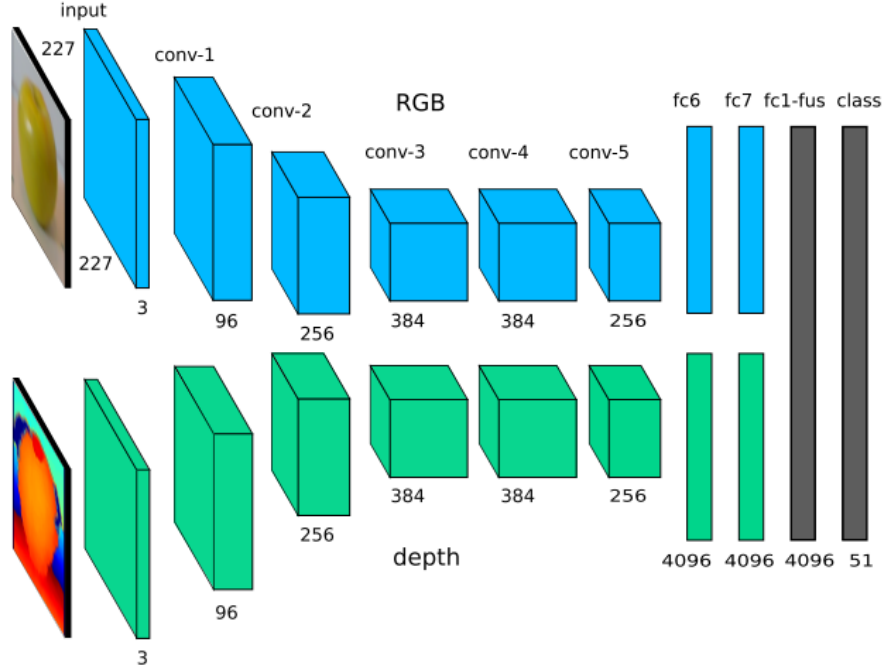 input
227
conv-1
conv-2
RGB
fc6 fc7 fc1-fus class
conv-3 conv-4 conv-5
227
3
96
256
384
384
256
384
384
256
256
depth
4096 4096 4096 51
96
3